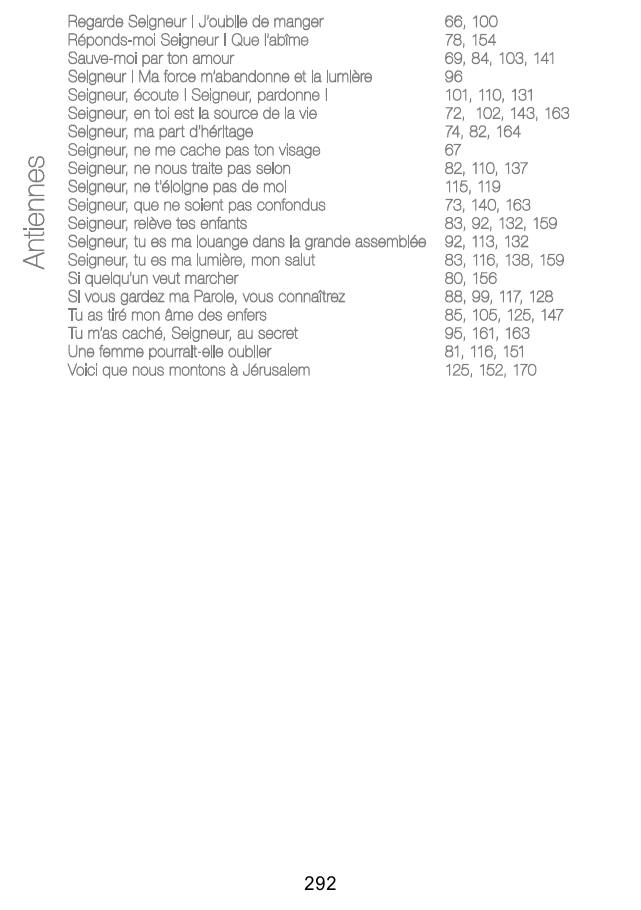 Antiennes
Regarde Seigneur ! J'oublie de manger 66, 100
Réponds-moi Seigneur ! Que l'abîme 78, 154
Sauve-moi par ton amour 69, 84, 103, 141
Seigneur ! Ma force m'abandonne et la lumière 96
Seigneur, écoute ! Seigneur, pardonne ! 101, 110, 131
Seigneur, en toi est la source de la vie 72, 102, 143, 163
Seigneur, ma part d'héritage 74, 82, 164
Seigneur, ne me cache pas ton visage 67
Seigneur, ne nous traite pas selon 82, 110, 137
Seigneur, ne t'éloigne pas de moi 115, 119
Seigneur, que ne soient pas confondus 73, 140, 163
Seigneur, relève tes enfants 83, 92, 132, 159
Seigneur, tu es ma louange dans la grande assemblée 92, 113, 132
Seigneur, tu es ma lumière, mon salut 83, 116, 138, 159
Si quelqu'un veut marcher 80, 156
Si vous gardez ma Parole, vous connaîtrez 88, 99, 117, 128
Tu as tiré mon âme des enfers 85, 105, 125, 147
Tu m'as caché, Seigneur, au secret 95, 161, 163
Une femme pourrait-elle oublier 81, 116, 151
Voici que nous montons à Jérusalem 125, 152, 170
292